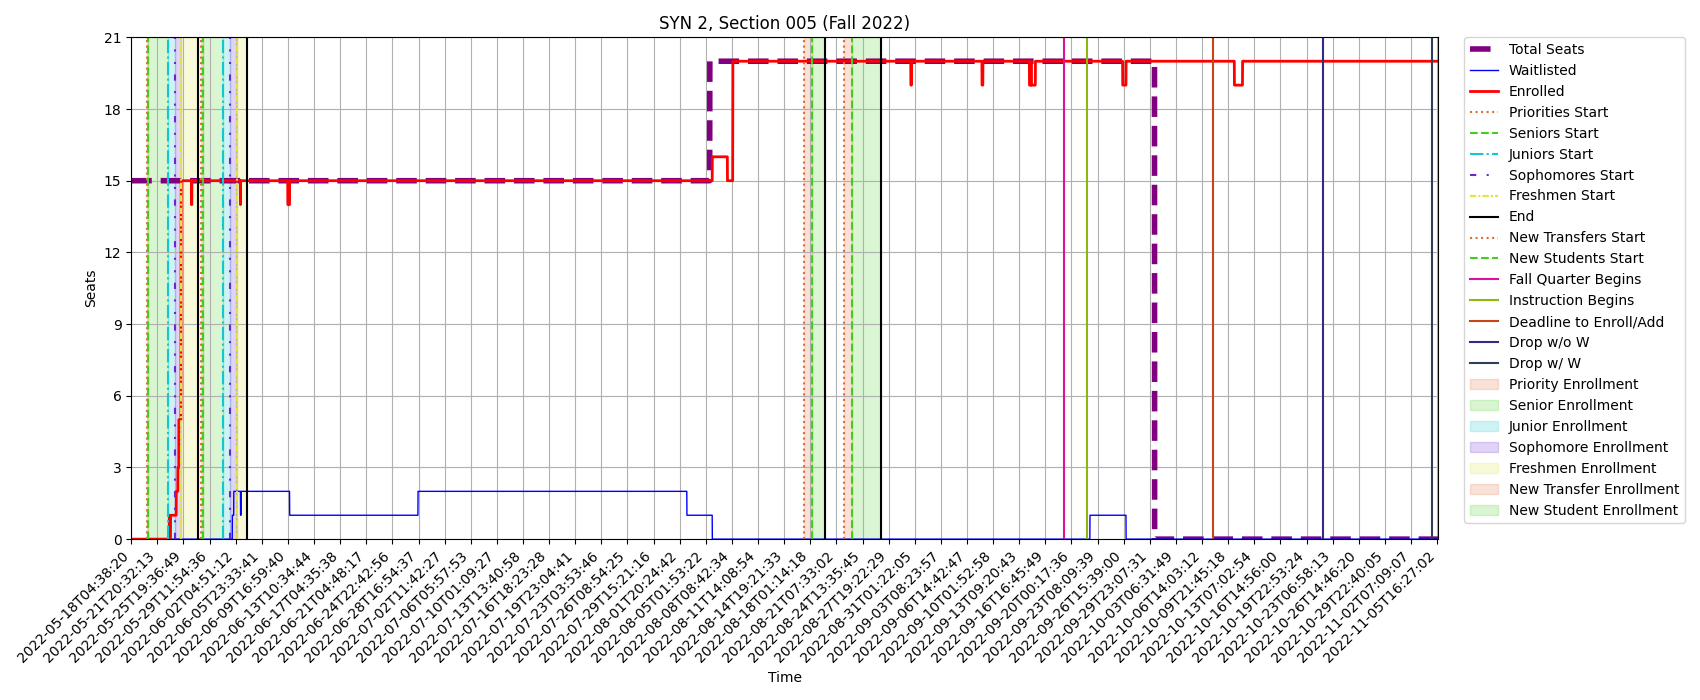 SYN 2, Section 005 (Fall 2022)
21
18
15
12
9
6
3
0
Seats
2022-05-18T04:38:20
2022-05-21T20:32:13
2022-05-25T19:36:49
2022-05-29T11:54:36
2022-06-02T04:51:12
2022-06-05T23:33:41
2022-06-09T16:59:40
2022-06-13T10:34:44
2022-06-17T04:35:38
2022-06-21T04:48:17
2022-06-24T22:42:56
2022-06-28T16:54:37
2022-07-02T11:42:27
2022-07-06T05:57:53
2022-07-10T01:09:27
2022-07-13T13:40:58
2022-07-16T18:23:28
2022-07-19T23:04:41
2022-07-23T03:53:46
2022-07-26T08:54:25
2022-07-29T15:21:16
2022-08-01T20:24:42
2022-08-05T01:53:22
2022-08-08T08:42:34
2022-08-11T14:08:54
2022-08-14T19:21:33
2022-08-18T01:14:18
2022-08-21T07:33:02
2022-08-24T13:35:45
2022-08-27T19:22:29
2022-08-31T01:22:05
2022-09-03T08:23:57
2022-09-06T14:42:47
2022-09-10T01:52:58
2022-09-13T09:20:43
2022-09-16T16:45:49
2022-09-20T00:17:36
2022-09-23T08:09:39
2022-09-26T15:39:00
2022-09-29T23:07:31
2022-10-03T06:31:49
2022-10-06T14:03:12
2022-10-09T21:45:18
2022-10-13T07:02:54
2022-10-16T14:56:00
2022-10-19T22:53:24
2022-10-23T06:58:13
2022-10-26T14:46:20
2022-10-29T22:40:05
2022-11-02T07:09:07
2022-11-05T16:27:02
Time
Total Seats
Waitlisted
Enrolled
Priorities Start
Seniors Start
Juniors Start
Sophomores Start
Freshmen Start
End
New Transfers Start
New Students Start
Fall Quarter Begins
Instruction Begins
Deadline to Enroll/Add
Drop w/o W
Drop w/ W
Priority Enrollment
Senior Enrollment
Junior Enrollment
Sophomore Enrollment
Freshmen Enrollment
New Transfer Enrollment
New Student Enrollment